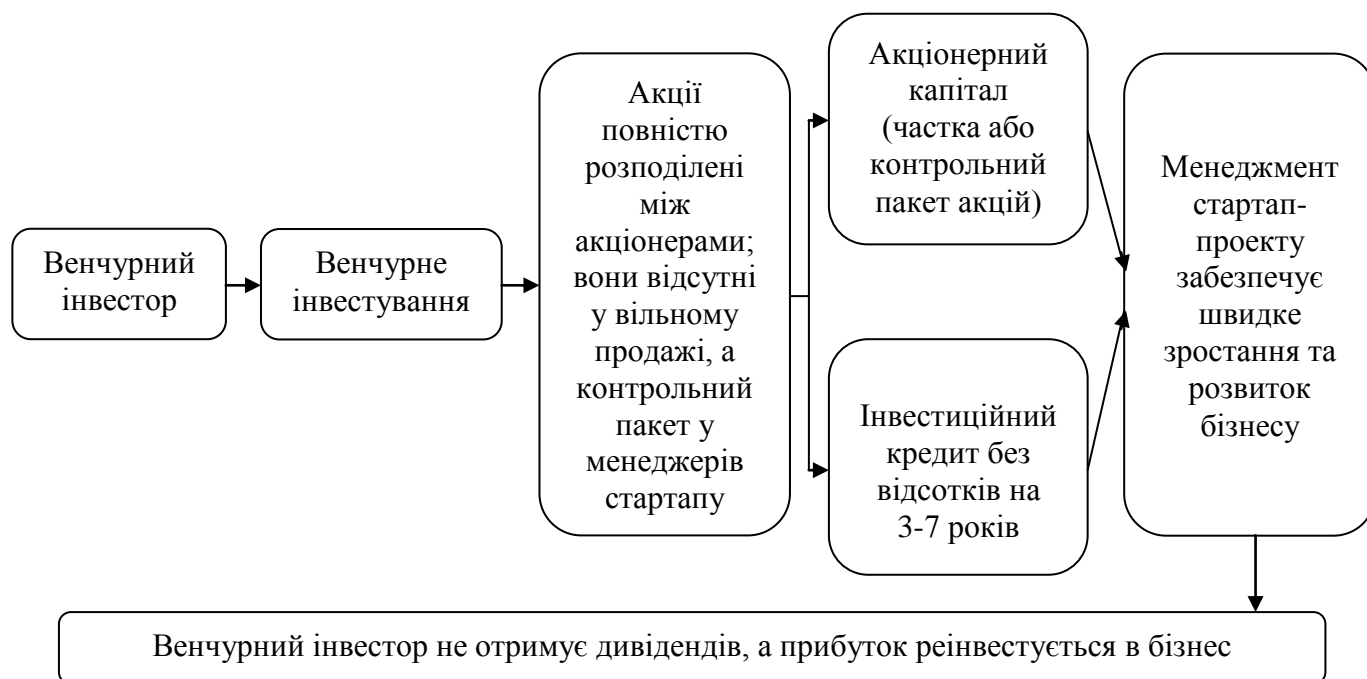 Венчурний
інвестор
Венчурне
інвестування
Акції
повністю
розподілені
між
акціонерами;
вони відсутні
у вільному
продажі, а
контрольний
пакет у
менеджерів
стартапу
Акціонерний
капітал
(частка або
контрольний
пакет акцій)
Інвестиційний
кредит без
відсотків на
3-7 років
Менеджмент
стартап-
проекту
забезпечує
швидке
зростання та
розвиток
бізнесу
Венчурний інвестор не отримує дивідендів, а прибуток реінвестується в бізнес